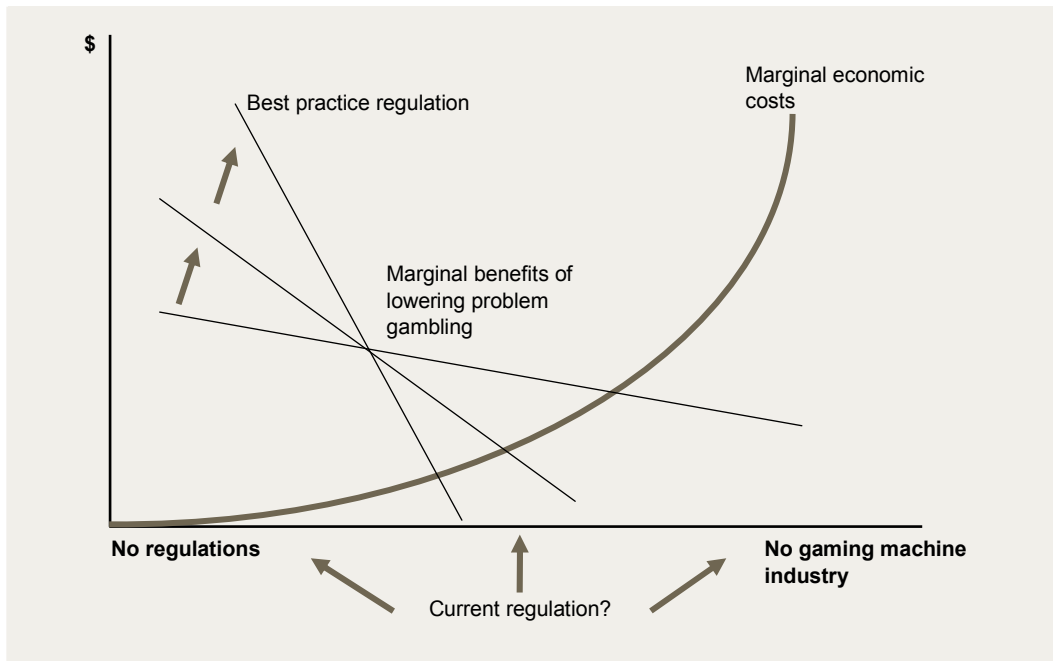 $
Marginal economic
costs
Best practice regulation
Marginal benefits of
lowering problem
gambling
No regulations
No gaming machine
industry
Current regulation?